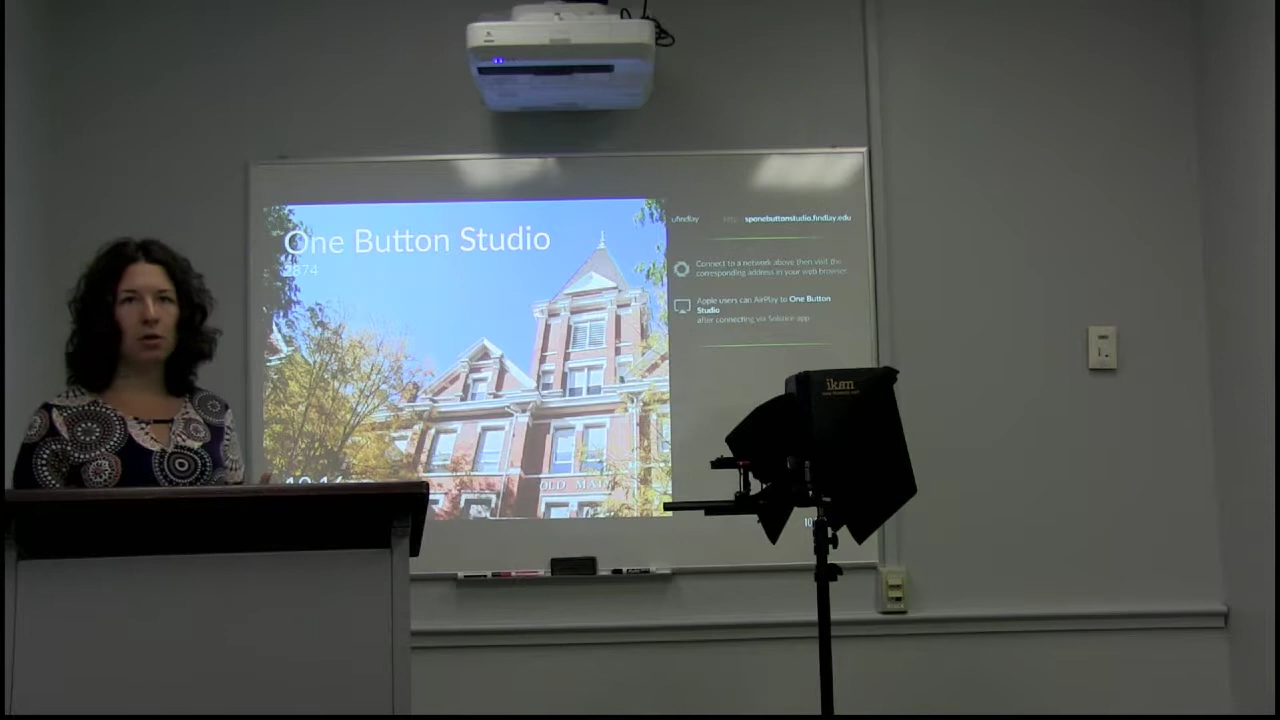 One Button Studio
2874
ufindlay
sponebuttonstudio.findlay.edu
Connect to a network above then visit the
corresponding address in your web browser.
Apple users can AirPlay to One Button
Studio
after connecting via Solstice app
ikan
OLD MAIN